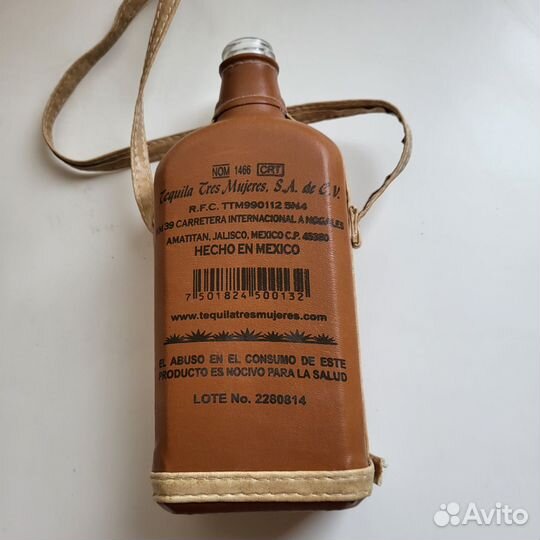 NOM 1466 CRT
Tequila Tres Mujeres, S.A. de C.V.
R.F.C. TTM990112 5N4
KM 39 CARRETERA INTERNACIONAL A NOGALES
AMATITAN, JALISCO, MEXICO C.P. 45380
HECHO EN MEXICO
7 501824 500132
www.tequilatresmujeres.com
EL ABUSO EN EL CONSUMO DE ESTE
PRODUCTO ES NOCIVO PARA LA SALUD
LOTE No. 2280814
Avito